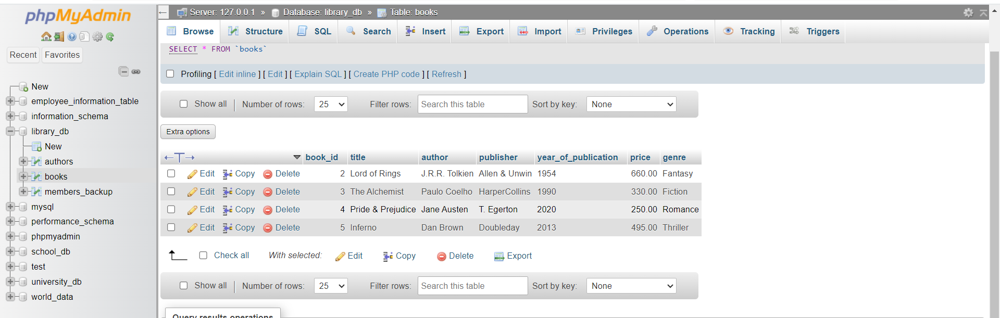 phpMyAdmin
Recent Favorites
New
employee_information_table
information_schema
library_db
New
authors
books
members_backup
mysql
performance_schema
phpmyadmin
school_db
test
university_db
world_data
Server: 127.0.0.1 » Database: library_db » Table: books
Browse Structure SQL Search Insert Export Import Privileges Operations Tracking Triggers
SELECT * FROM `books`
Profiling [ Edit inline ] [ Edit ] [ Explain SQL ] [ Create PHP code ] [ Refresh ]
Show all | Number of rows: 25 Filter rows: Search this table Sort by key: None
Extra options
←T→ book_id title author publisher year_of_publication price genre
Edit Copy Delete 2 Lord of Rings J.R.R. Tolkien Allen & Unwin 1954 660.00 Fantasy
Edit Copy Delete 3 The Alchemist Paulo Coelho HarperCollins 1990 330.00 Fiction
Edit Copy Delete 4 Pride & Prejudice Jane Austen T. Egerton 2020 250.00 Romance
Edit Copy Delete 5 Inferno Dan Brown Doubleday 2013 495.00 Thriller
Check all With selected: Edit Copy Delete Export
Show all | Number of rows: 25 Filter rows: Search this table Sort by key: None
Query results operations